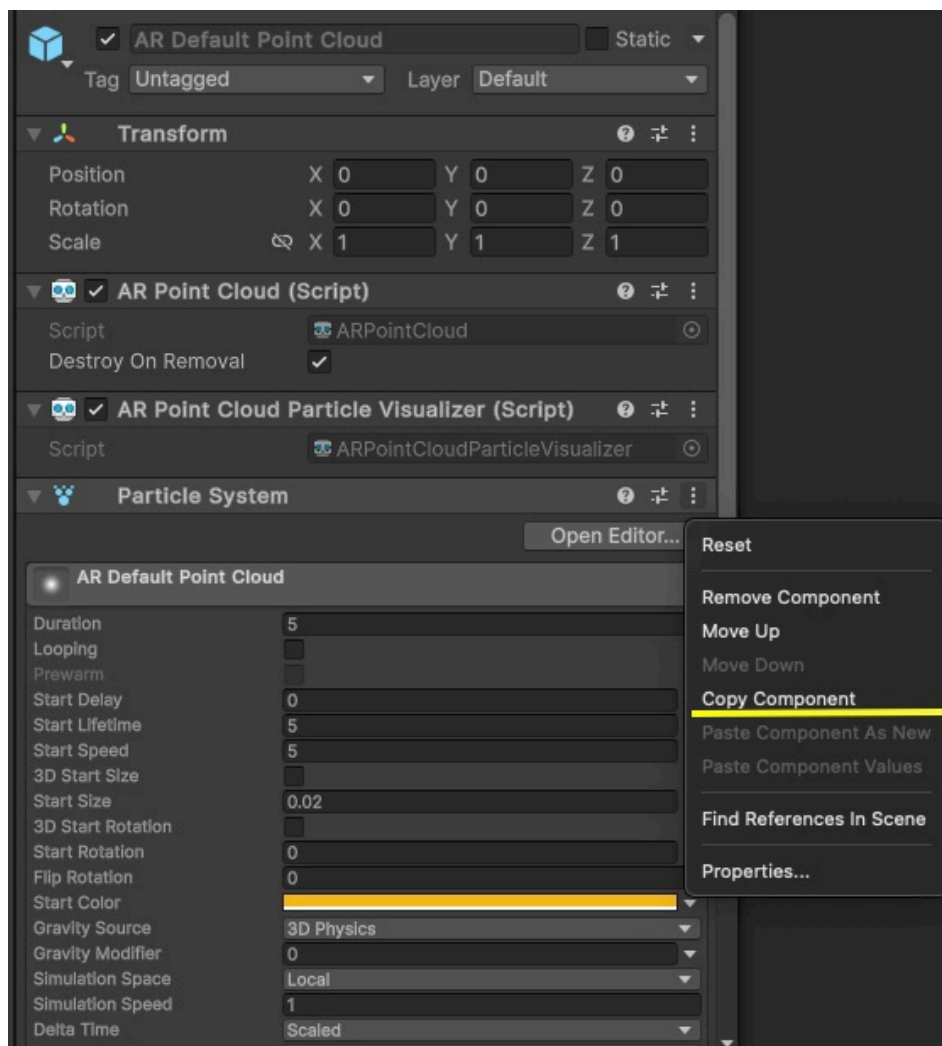 AR Default Point Cloud Static
Tag Untagged Layer Default
Transform
Position X 0 Y 0 Z 0
Rotation X 0 Y 0 Z 0
Scale X 1 Y 1 Z 1
AR Point Cloud (Script)
Script ARPointCloud
Destroy On Removal
AR Point Cloud Particle Visualizer (Script)
Script ARPointCloudParticleVisualizer
Particle System
Open Editor...
AR Default Point Cloud
Duration 5
Looping
Prewarm
Start Delay 0
Start Lifetime 5
Start Speed 5
3D Start Size
Start Size 0.02
3D Start Rotation
Start Rotation 0
Flip Rotation 0
Start Color
Gravity Source 3D Physics
Gravity Modifier 0
Simulation Space Local
Simulation Speed 1
Delta Time Scaled
Reset
Remove Component
Move Up
Move Down
Copy Component
Paste Component As New
Paste Component Values
Find References In Scene
Properties...